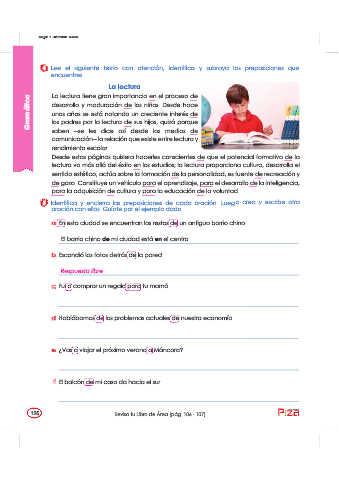 Gramática
4 Lee el siguiente texto con atención, identifica y subraya las preposiciones que
encuentres
La lectura
La lectura tiene gran importancia en el proceso de
desarrollo y maduración de los niños. Desde hace
unos años se está notando un creciente interés de
los padres por la lectura de sus hijos, quizá porque
saben —se les dice así desde los medios de
comunicación— la relación que existe entre lectura y
rendimiento escolar
Desde estas páginas quisiera hacerles conscientes de que el potencial formativo de la
lectura va más allá del éxito en los estudios; la lectura proporciona cultura, desarrolla el
sentido estético, actúa sobre la formación de la personalidad, es fuente de recreación y
de gozo. Constituye un vehículo para el aprendizaje, para el desarrollo de la inteligencia,
para la adquisición de cultura y para la educación de la voluntad.
Identifica y encierra las preposiciones de cada oración Luego crea y escribe otra
oración con ellas Guíate por el ejemplo dado
a En esta ciudad se encuentran los restos del un antiguo barrio chino
El barrio chino de mi ciudad está en el centro
b Escondió las fotos detrás de la pared
Respuesta libre
c Fui a comprar un regalo para tu mamá
d Hablábamos de los problemas actuales de nuestra economía
e ¿Vas a viajar el próximo verano a Máncora?
f El balcón del mi casa da hacia el sur
126
Revisa tu Libro de Área (pág. 106 - 107)